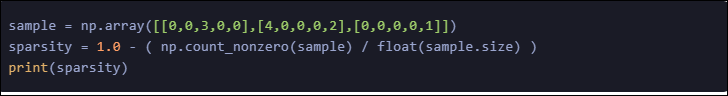 sample = np.array([[0,0,3,0,0],[4,0,0,0,2],[0,0,0,0,1]])
sparsity = 1.0 - ( np.count_nonzero(sample) / float(sample.size) )
print(sparsity)